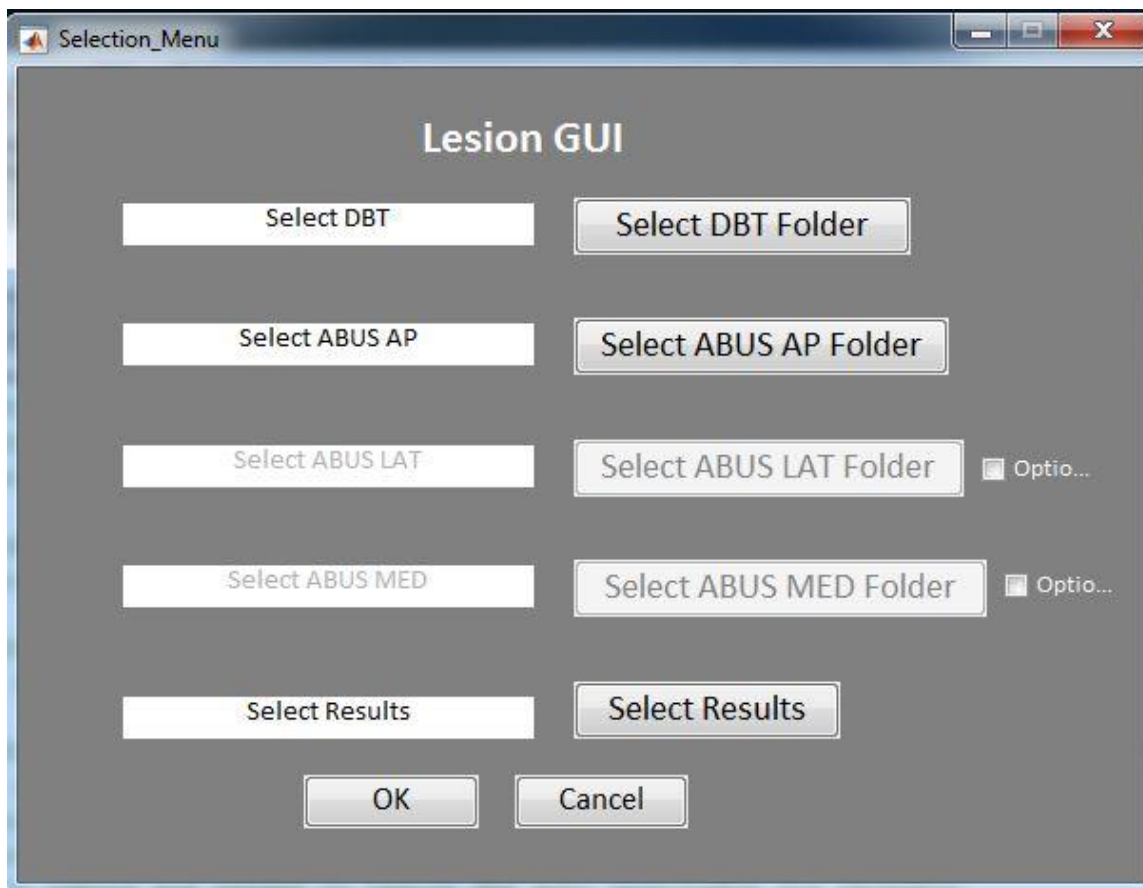 Selection_Menu
Lesion GUI
Select DBT Select DBT Folder
Select ABUS AP Select ABUS AP Folder
Select ABUS LAT Select ABUS LAT Folder Optio...
Select ABUS MED Select ABUS MED Folder Optio...
Select Results Select Results
OK Cancel